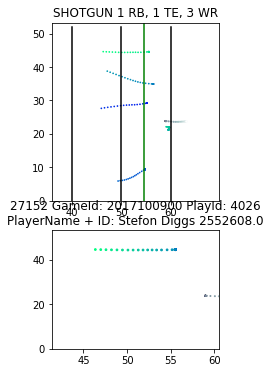 SHOTGUN 1 RB, 1 TE, 3 WR
50
40
30
20
10
0
40 50 60
27152 GameId: 2017100900 PlayId: 4026
PlayerName + ID: Stefon Diggs 2552608.0
40
20
0
45 50 55 60